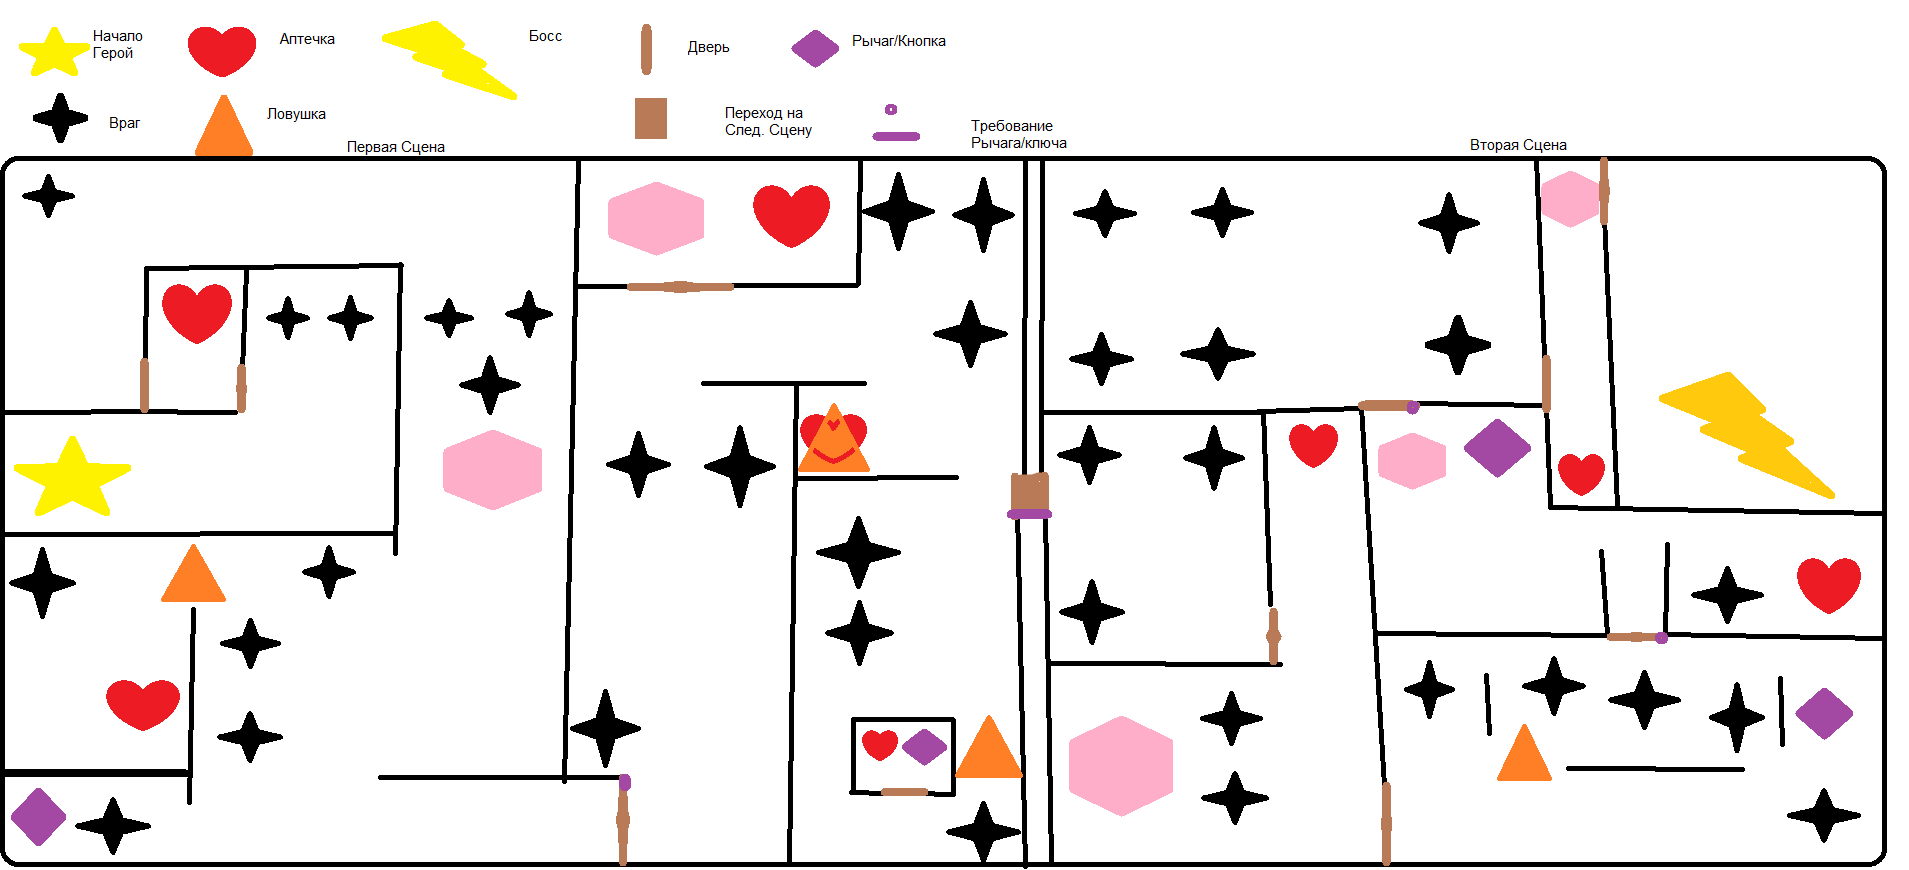 Начало
Герой
Аптечка
Босс
Дверь
Рычаг/Кнопка
Враг
Ловушка
Переход на
След. Сцену
Требование
Рычага/ключа
Первая Сцена
Вторая Сцена